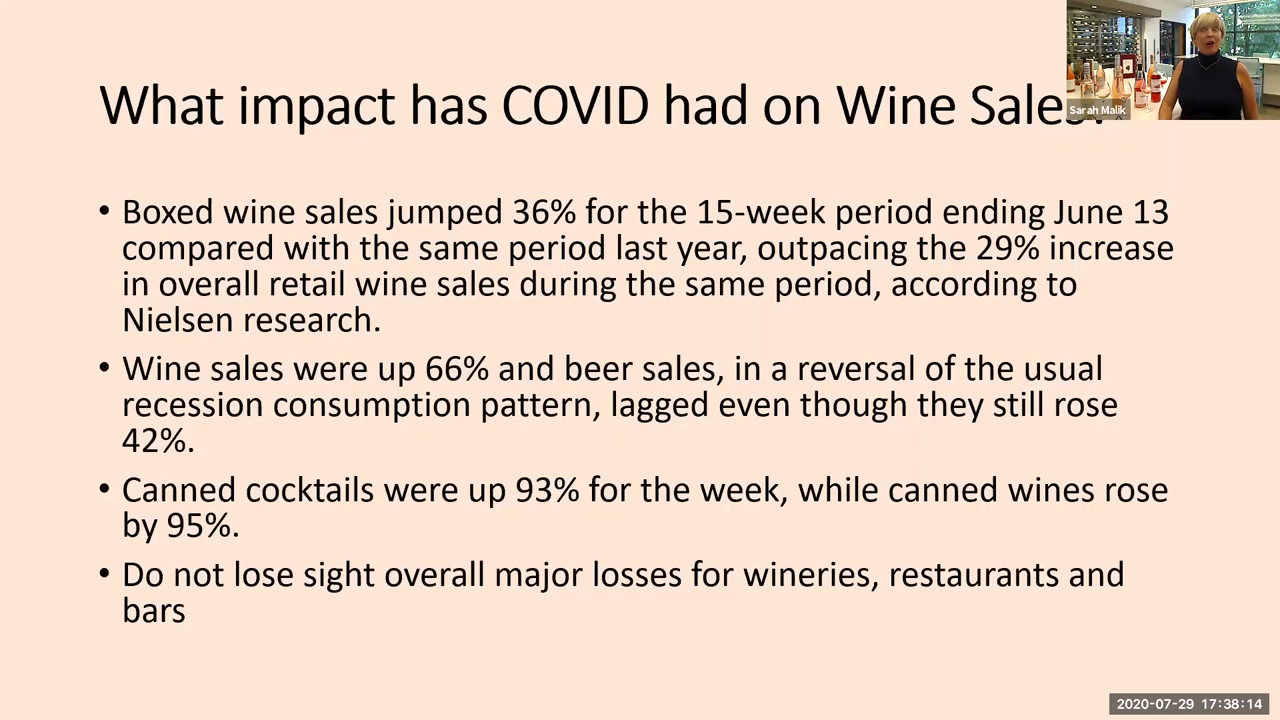 What impact has COVID had on Wine Sales?
Sarah Malik
• Boxed wine sales jumped 36% for the 15-week period ending June 13
compared with the same period last year, outpacing the 29% increase
in overall retail wine sales during the same period, according to
Nielsen research.
• Wine sales were up 66% and beer sales, in a reversal of the usual
recession consumption pattern, lagged even though they still rose
42%.
• Canned cocktails were up 93% for the week, while canned wines rose
by 95%.
• Do not lose sight overall major losses for wineries, restaurants and
bars
2020-07-29 17:38:14